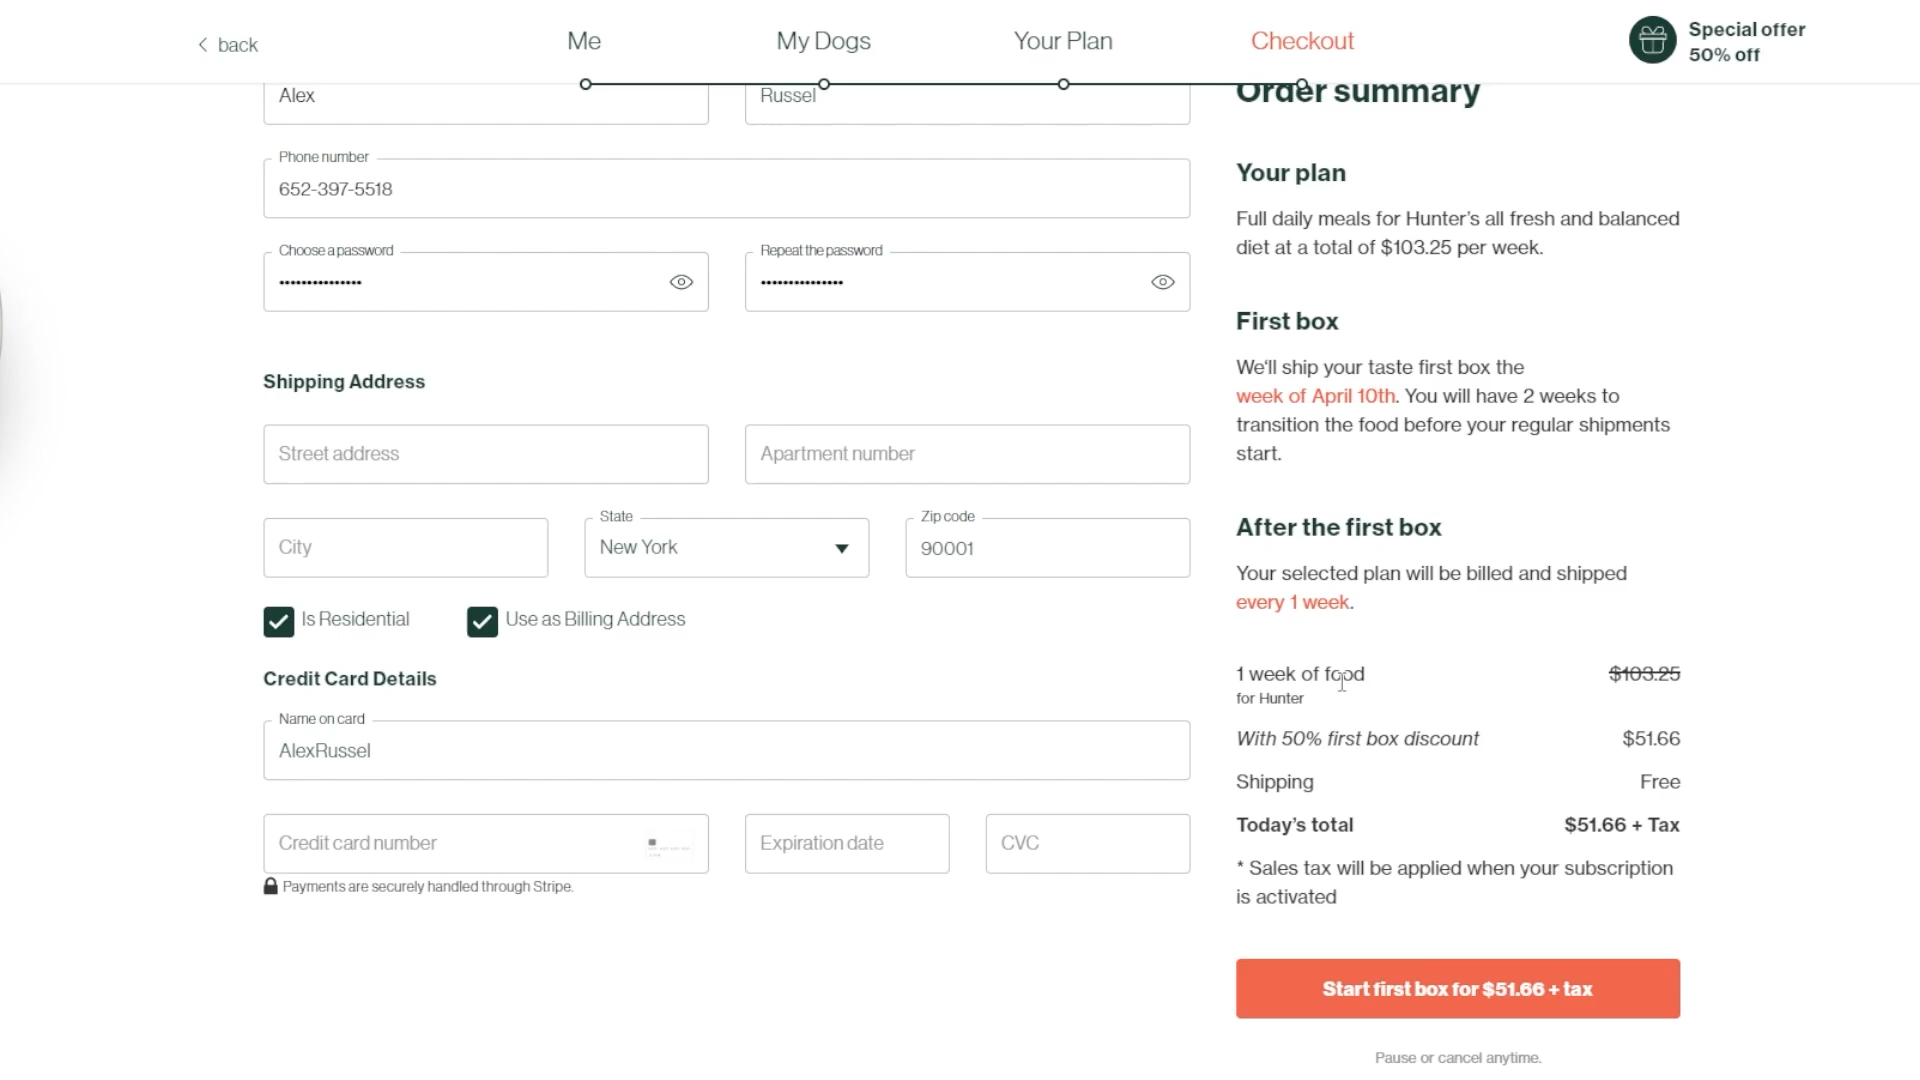 back
Me
My Dogs
Your Plan
Checkout
Special offer
50% off
Alex
Russel
Phone number
652-397-5518
Choose a password
•••••••••••••••
Repeat the password
•••••••••••••••
Shipping Address
Street address
Apartment number
City
State
New York
Zip code
90001
Is Residential
Use as Billing Address
Credit Card Details
Name on card
AlexRussel
Credit card number
Expiration date
CVC
Payments are securely handled through Stripe.
Order summary
Your plan
Full daily meals for Hunter's all fresh and balanced
diet at a total of $103.25 per week.
First box
We'll ship your taste first box the
week of April 10th. You will have 2 weeks to
transition the food before your regular shipments
start.
After the first box
Your selected plan will be billed and shipped
every 1 week.
1 week of food $103.25
for Hunter
With 50% first box discount $51.66
Shipping Free
Today's total $51.66 + Tax
* Sales tax will be applied when your subscription
is activated
Start first box for $51.66 + tax
Pause or cancel anytime.